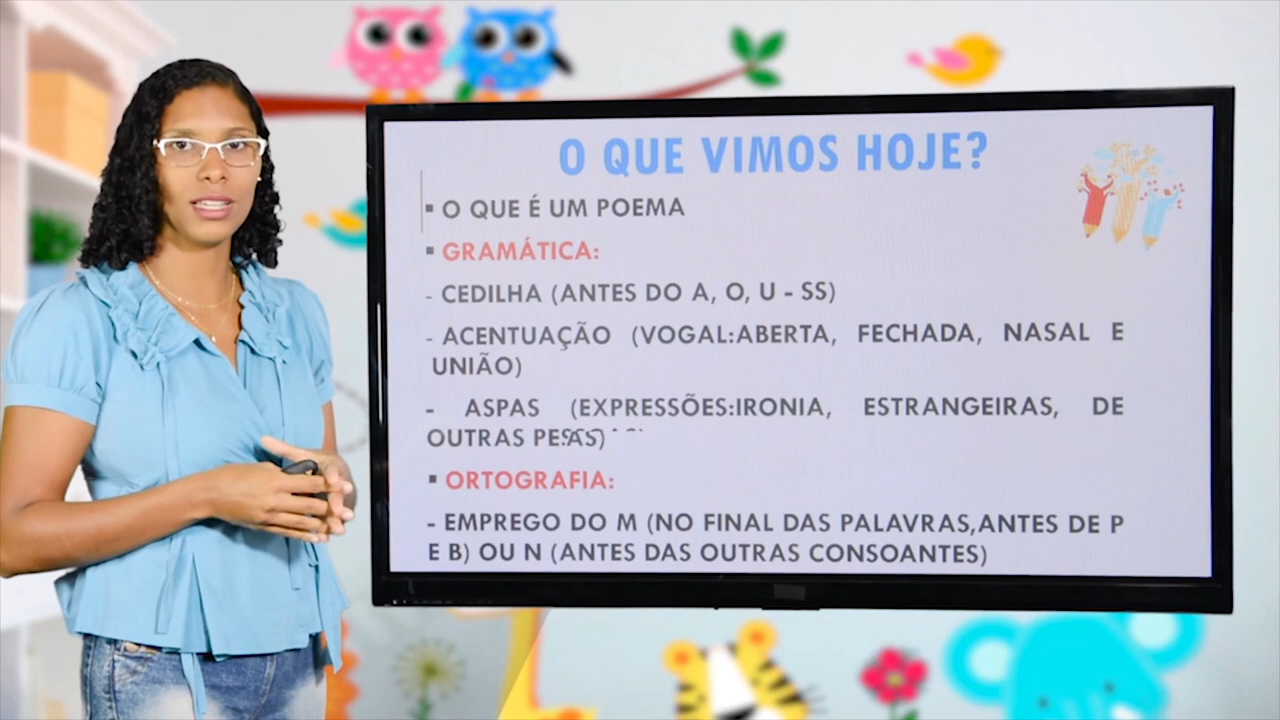 O QUE VIMOS HOJE?
▪ O QUE É UM POEMA
▪ GRAMÁTICA:
- CEDILHA (ANTES DO A, O, U - SS)
- ACENTUAÇÃO (VOGAL:ABERTA, FECHADA, NASAL E
UNIÃO)
- ASPAS (EXPRESSÕES:IRONIA, ESTRANGEIRAS, DE
OUTRAS
▪ ORTOGRAFIA:
- EMPREGO DO M (NO FINAL DAS PALAVRAS,ANTES DE P
E B) OU N (ANTES DAS OUTRAS CONSOANTES)